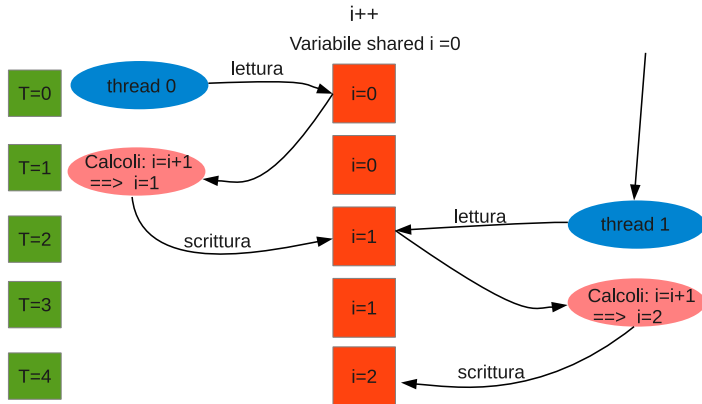 i++
Variabile shared i =0
lettura
T=0
thread 0
i=0
T=1
Calcoli: i=i+1
==> i=1
i=0
T=2
scrittura
i=1
lettura
thread 1
T=3
i=1
Calcoli: i=i+1
==> i=2
T=4
i=2
scrittura